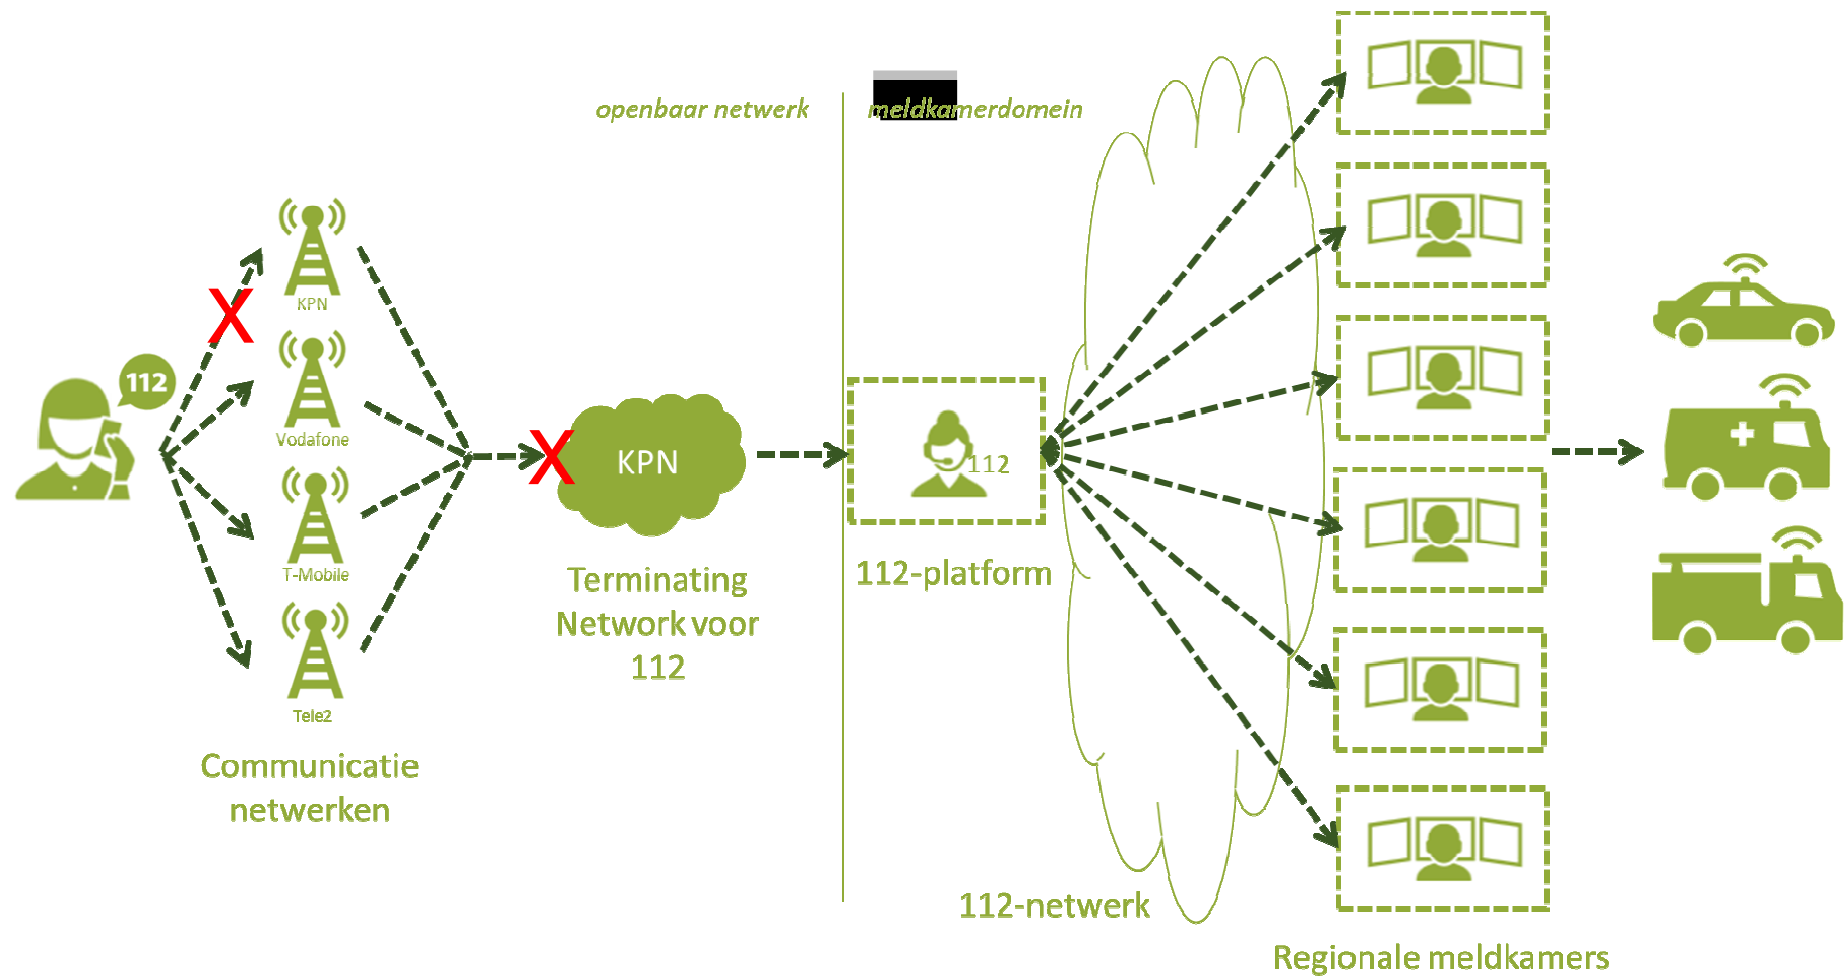 openbaar netwerk
meldkamerdomein
KPN
112
Vodafone
T-Mobile
Tele2
Communicatie
netwerken
KPN
Terminating
Network voor
112
112
112-platform
112-netwerk
Regionale meldkamers